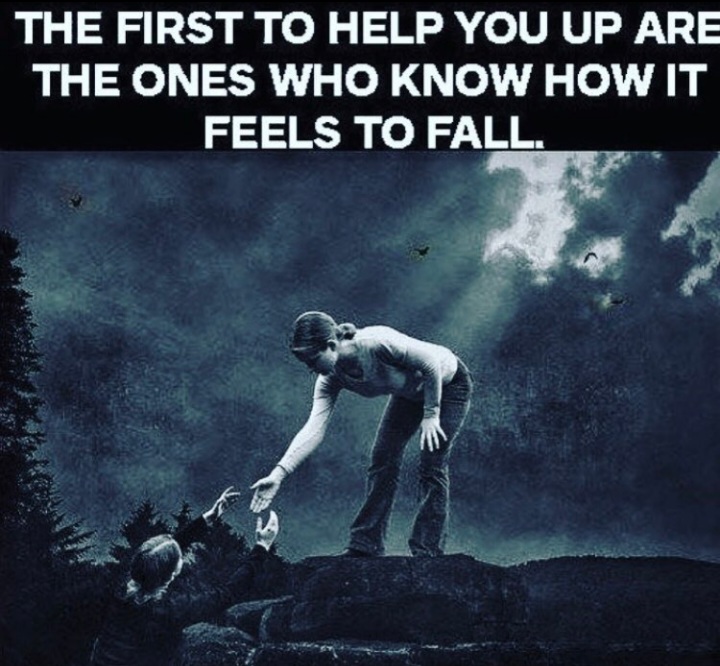 THE FIRST TO HELP YOU UP ARE
THE ONES WHO KNOW HOW IT
FEELS TO FALL.